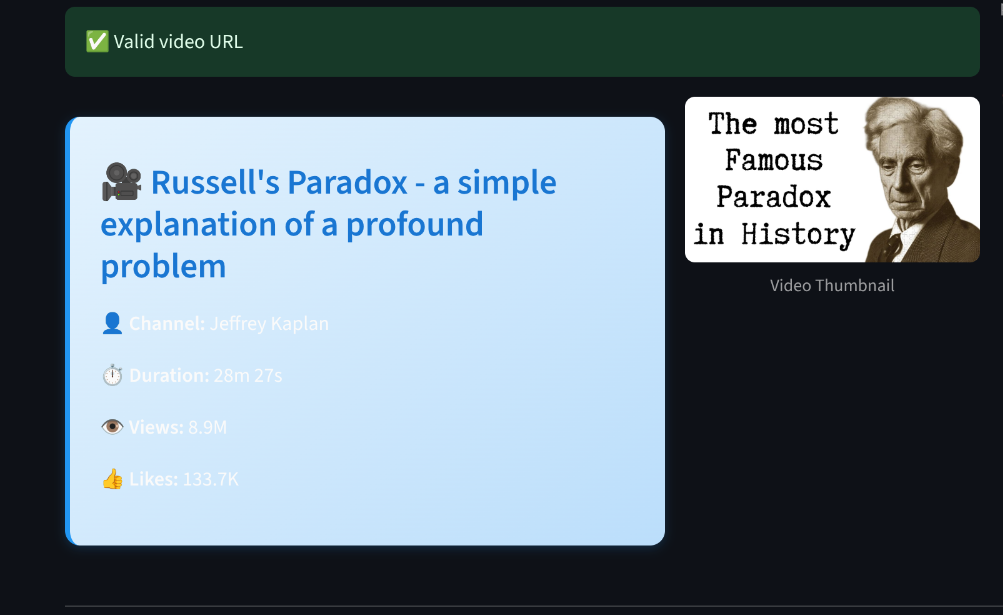 ✅ Valid video URL
🎥 Russell's Paradox - a simple
explanation of a profound
problem
👤 Channel: Jeffrey Kaplan
⏱️ Duration: 28m 27s
👁️ Views: 8.9M
👍 Likes: 133.7K
The most
Famous
Paradox
in History
Video Thumbnail